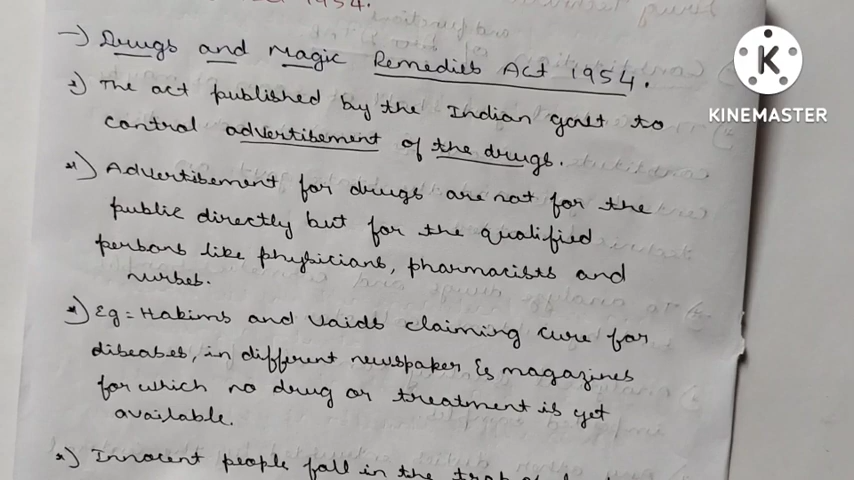 1954.
→) Drugs and Magic Remedies Act 1954.
*) The act published by the Indian govt to
control advertisement of the drugs.
*) Advertisement for drugs are not for the
public directly but for the qualified
persons like physicians, pharmacists and
nurses.
*) Eg = Hakims and Vaids claiming cure for
diseases, in different newspaper & magazines
for which no drug or treatment is yet
available.
*) Innocent people fall in the trap of
K
KINEMASTER